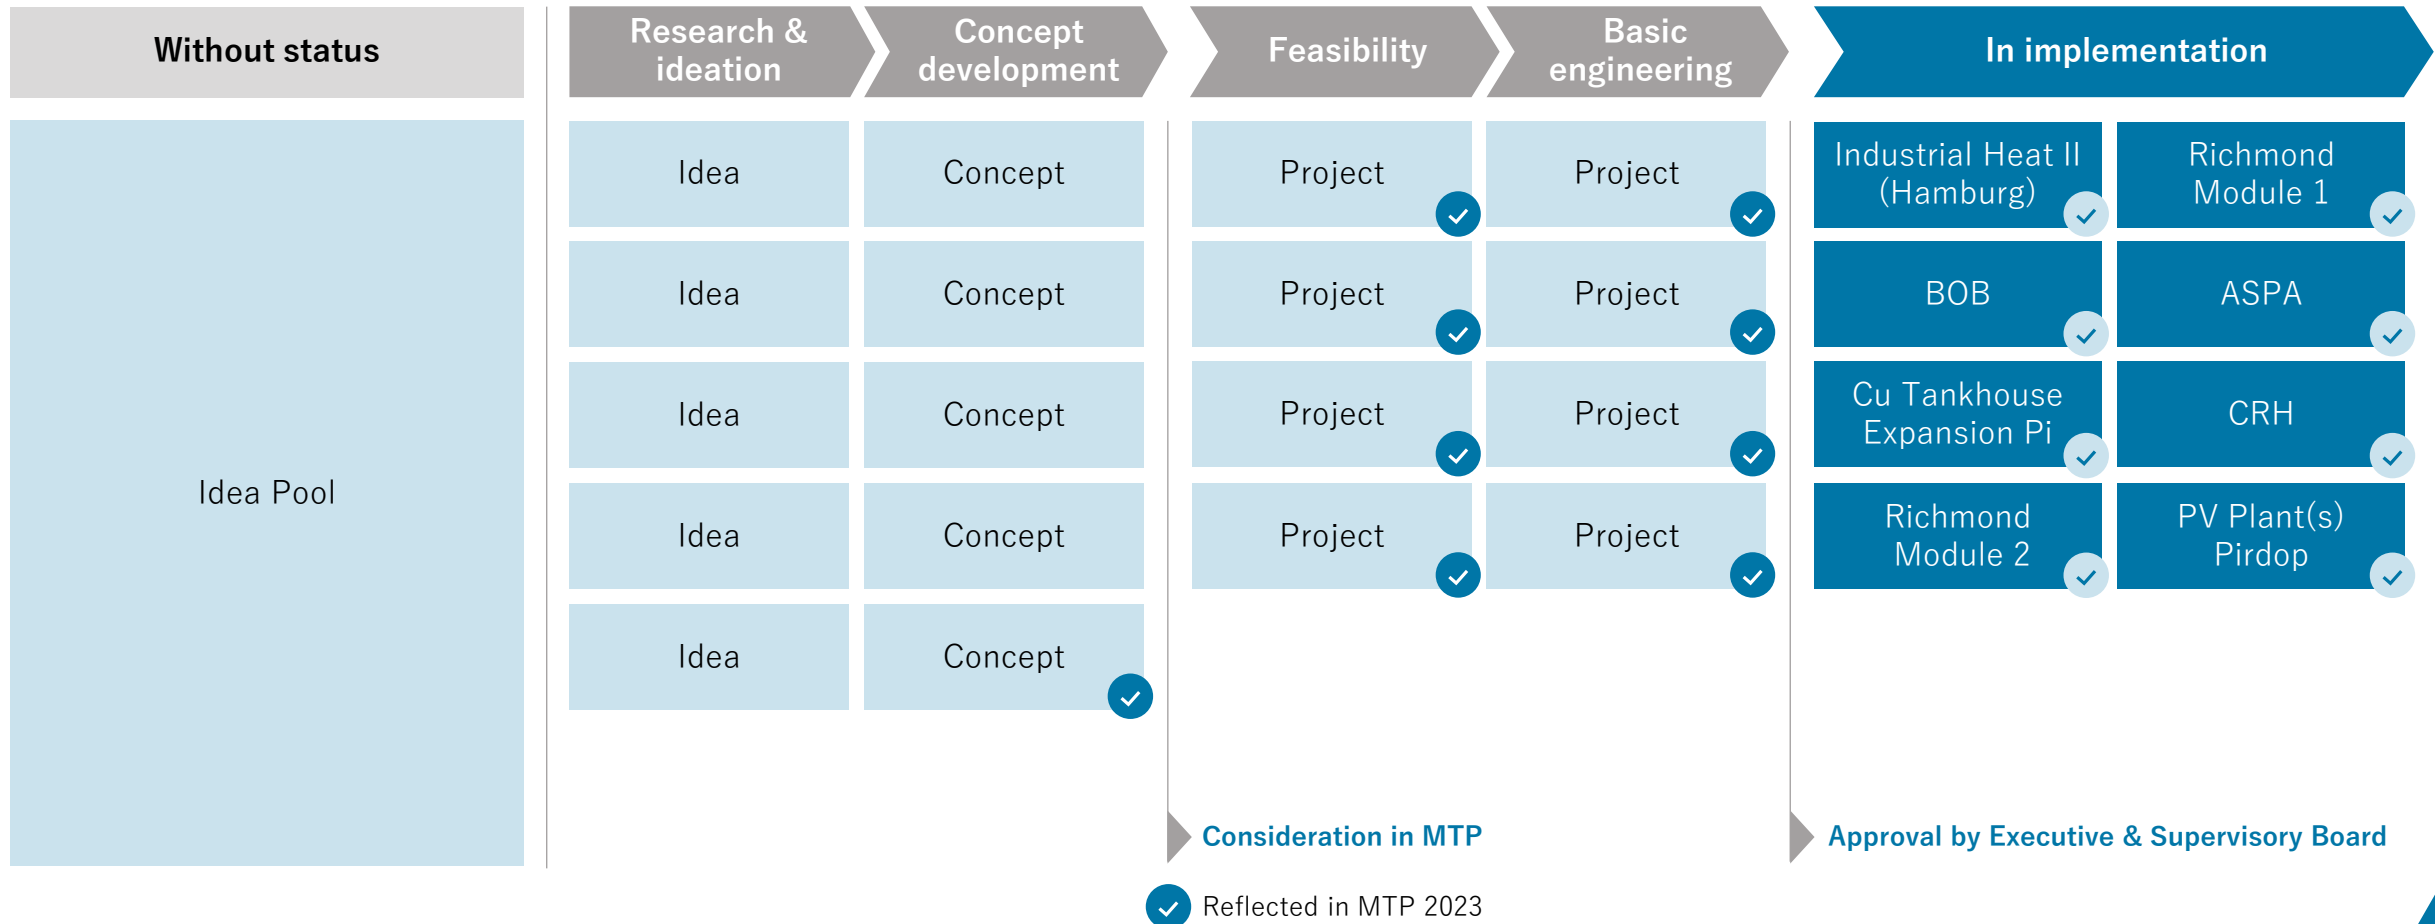 Without status
Research &
ideation
Concept
development
Feasibility
Basic
engineering
In implementation
Idea Pool
Idea
Concept
Project
Project
Industrial Heat II
(Hamburg)
Richmond
Module 1
Idea
Concept
Project
Project
BOB
ASPA
Idea
Concept
Project
Project
Cu Tankhouse
Expansion Pi
CRH
Idea
Concept
Project
Project
Richmond
Module 2
PV Plant(s)
Pirdop
Idea
Concept
Consideration in MTP
Approval by Executive & Supervisory Board
Reflected in MTP 2023